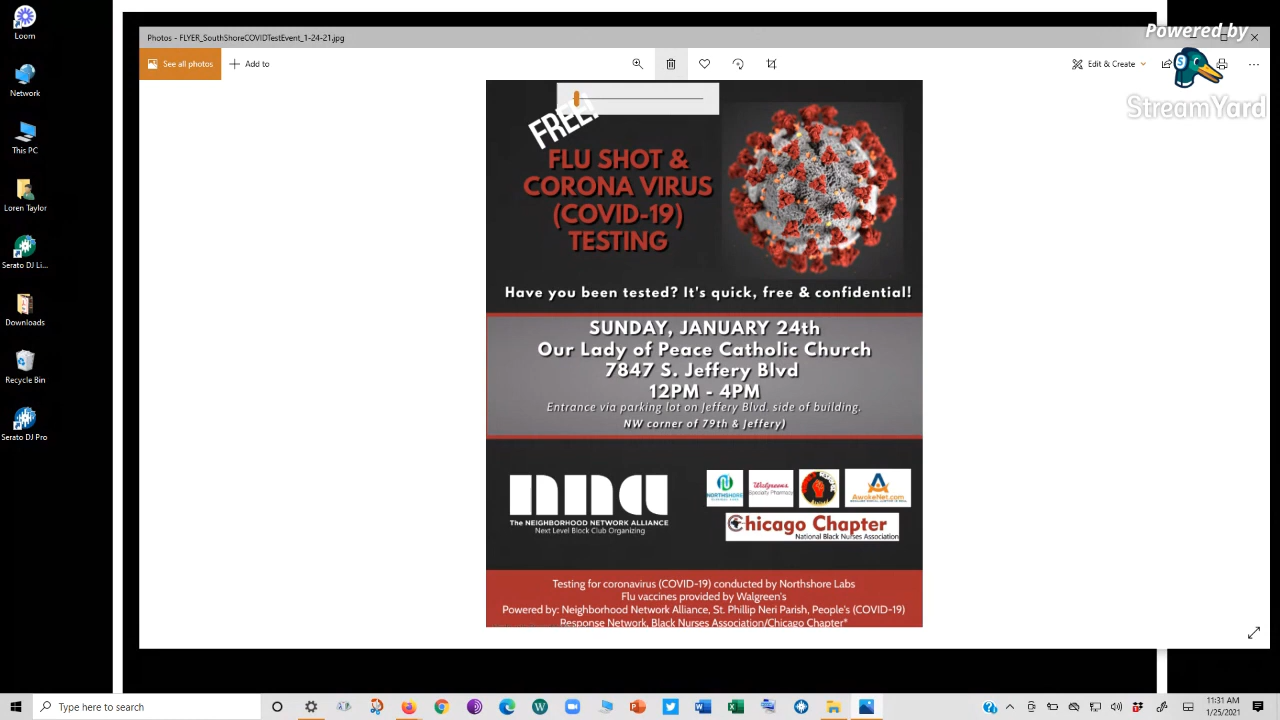 Loom
Network
This PC
Loren Taylor
Serato DJ Li...
Downloads
Recycle Bin
Serato DJ Pro
Photos - FLYER_SouthShoreCOVIDTestEvent_1-24-21.jpg
See all photos
Add to
Edit & Create
Powered by
StreamYard
FREE!
FLU SHOT &
CORONA VIRUS
(COVID-19)
TESTING
Have you been tested? It's quick, free & confidential!
SUNDAY, JANUARY 24th
Our Lady of Peace Catholic Church
7847 S. Jeffery Blvd
12PM - 4PM
Entrance via parking lot on Jeffery Blvd. side of building.
NW corner of 79th & Jeffery)
nna
The NEIGHBORHOOD NETWORK ALLIANCE
Next Level Block Club Organizing
NORTHSHORE
Walgreens
Specialty Pharmacy
AwokeNet.com
Chicago Chapter
National Black Nurses Association
Testing for coronavirus (COVID-19) conducted by Northshore Labs
Flu vaccines provided by Walgreen's
Powered by: Neighborhood Network Alliance, St. Phillip Neri Parish, People's (COVID-19)
Response Network, Black Nurses Association/Chicago Chapter*
Type here to search
11:31 AM
1/25/2021